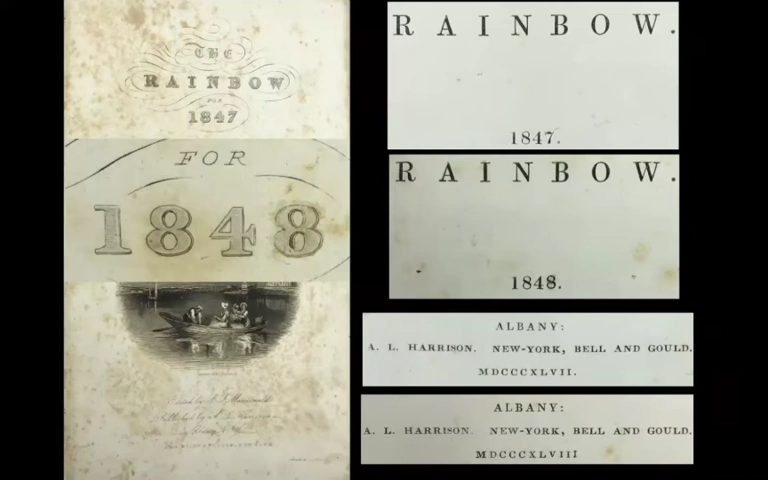 THE
RAINBOW
FOR
1847
FOR
1848
RAINBOW.
1847.
RAINBOW.
1848.
ALBANY:
A. L. HARRISON. NEW-YORK, BELL AND GOULD.
MDCCCXLVII.
ALBANY:
A. L. HARRISON. NEW-YORK, BELL AND GOULD.
MDCCCXLVIII